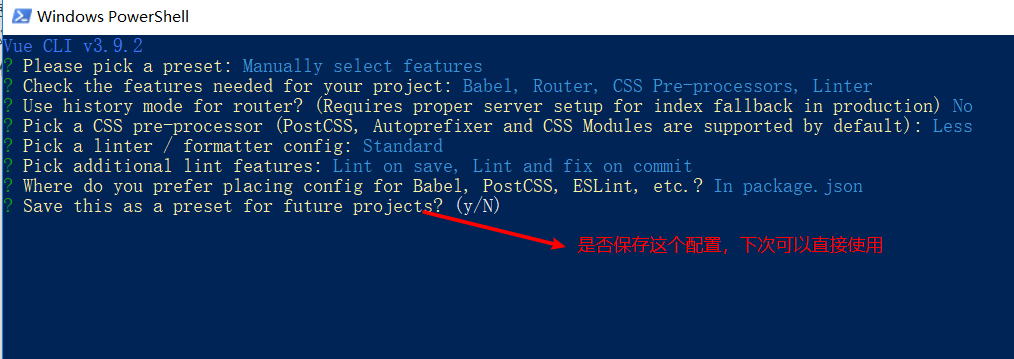 Windows PowerShell
Vue CLI v3.9.2
? Please pick a preset: Manually select features
? Check the features needed for your project: Babel, Router, CSS Pre-processors, Linter
? Use history mode for router? (Requires proper server setup for index fallback in production) No
? Pick a CSS pre-processor (PostCSS, Autoprefixer and CSS Modules are supported by default): Less
? Pick a linter / formatter config: Standard
? Pick additional lint features: Lint on save, Lint and fix on commit
? Where do you prefer placing config for Babel, PostCSS, ESLint, etc.? In package.json
? Save this as a preset for future projects? (y/N)
是否保存这个配置，下次可以直接使用